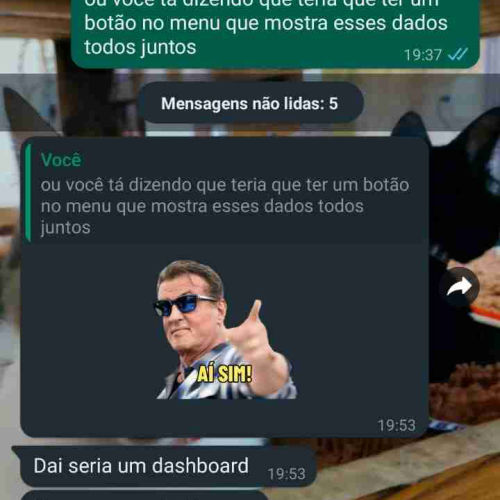 ou você tá dizendo que teria que ter um
botão no menu que mostra esses dados
todos juntos
19:37
Mensagens não lidas: 5
Você
ou você tá dizendo que teria que ter um botão
no menu que mostra esses dados todos
juntos
AÍ SIM!
19:53
Dai seria um dashboard 19:53